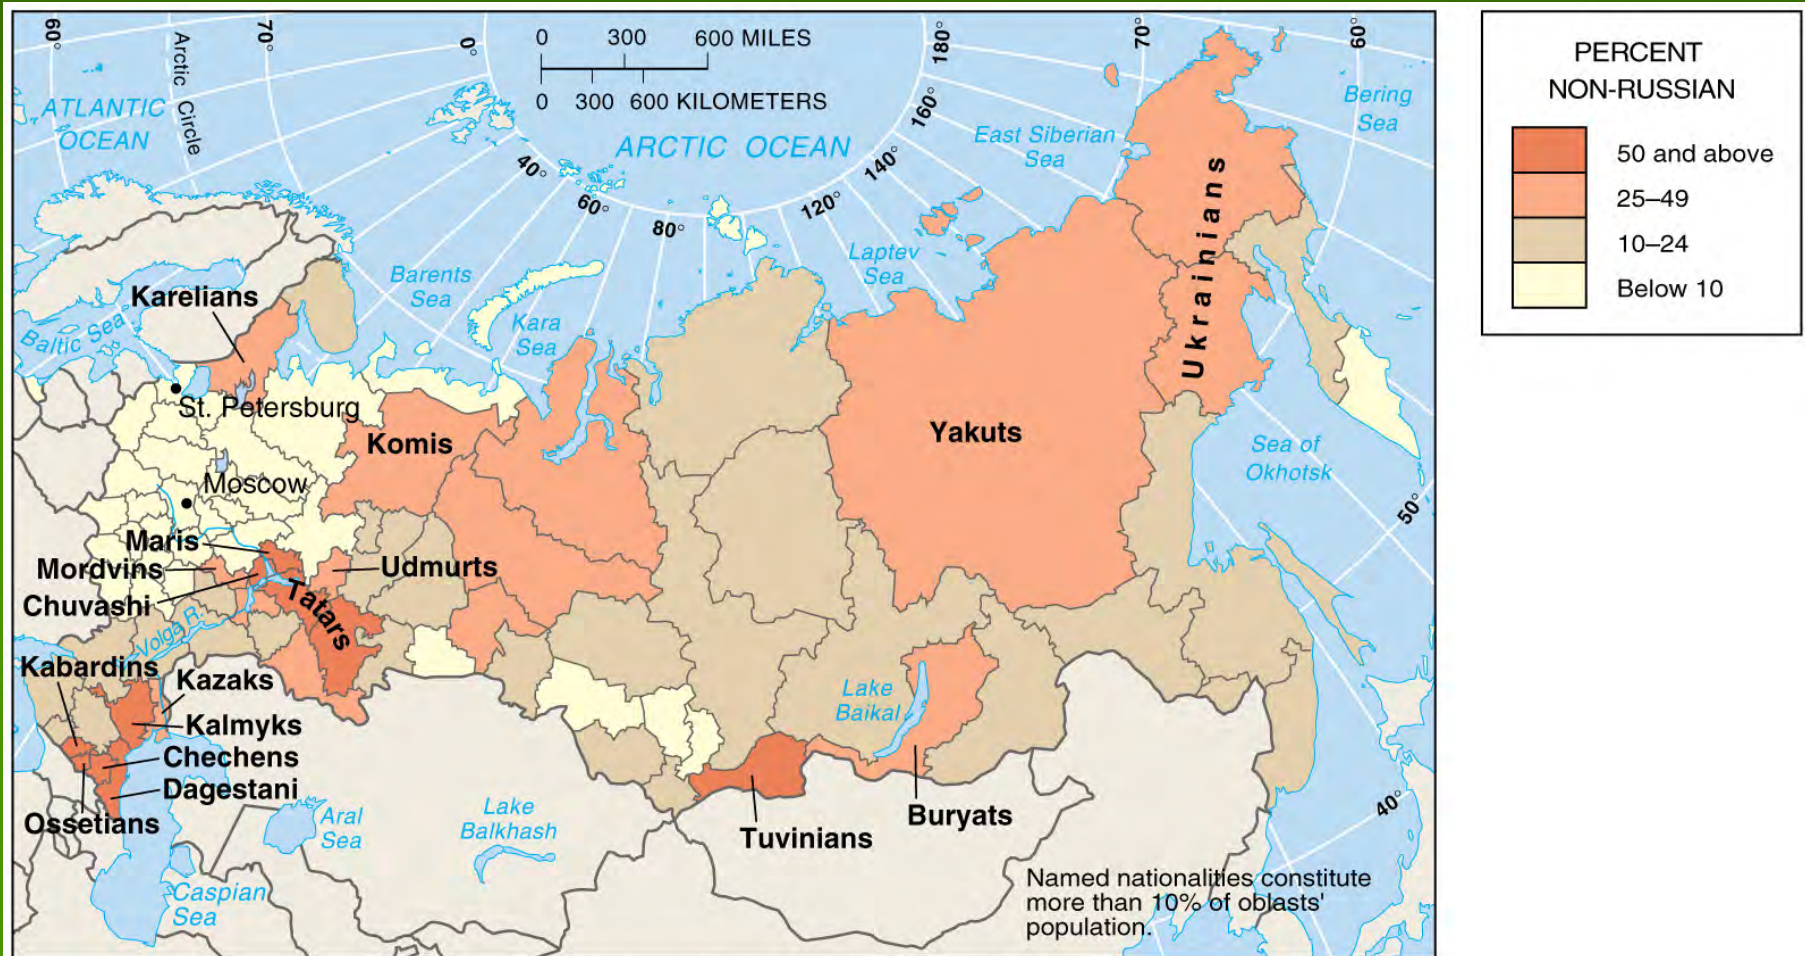 60°
Arctic Circle
70°
0°
0 300 600 MILES
0 300 600 KILOMETERS
180°
70°
60°
ATLANTIC
OCEAN
ARCTIC OCEAN
160°
East Siberian
Sea
Bering
Sea
40°
60°
80°
120°
140°
Laptev
Sea
Barents
Sea
Kara
Sea
Karelians
Baltic Sea
St. Petersburg
Komis
Yakuts
Ukrainians
Sea of
Okhotsk
50°
Moscow
Maris
Mordvins
Udmurts
Chuvashi
Tatars
Volga R.
Kabardins
Kazaks
Kalmyks
Chechens
Dagestani
Ossetians
Lake
Baikal
Aral
Sea
Lake
Balkhash
Tuvinians
Buryats
40°
Caspian
Sea
Named nationalities constitute
more than 10% of oblasts'
population.
PERCENT
NON-RUSSIAN
50 and above
25–49
10–24
Below 10